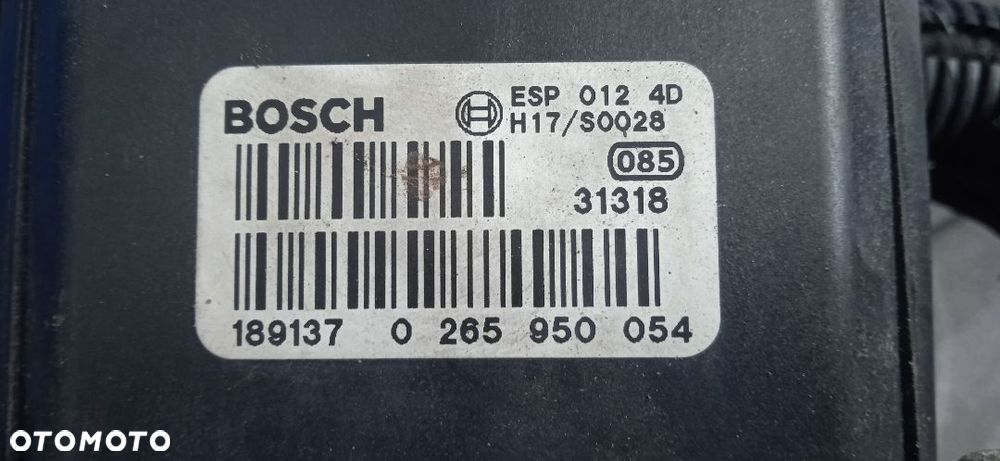 BOSCH
ESP 012 4D
H17/S0028
085
31318
189137 0 265 950 054
OTOMOTO